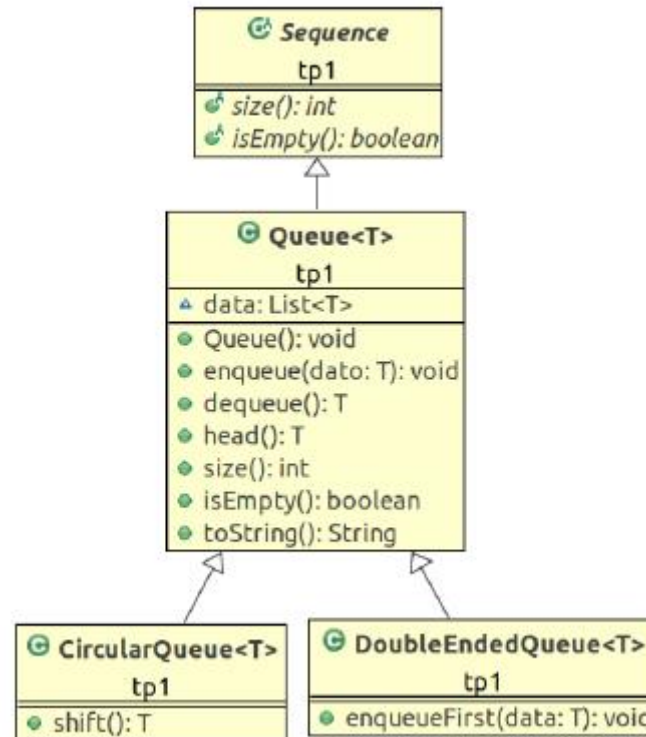 Sequence
tp1
size(): int
isEmpty(): boolean
Queue<T>
tp1
data: List<T>
Queue(): void
enqueue(dato: T): void
dequeue(): T
head(): T
size(): int
isEmpty(): boolean
toString(): String
CircularQueue<T>
tp1
shift(): T
DoubleEndedQueue<T>
tp1
enqueueFirst(data: T): void